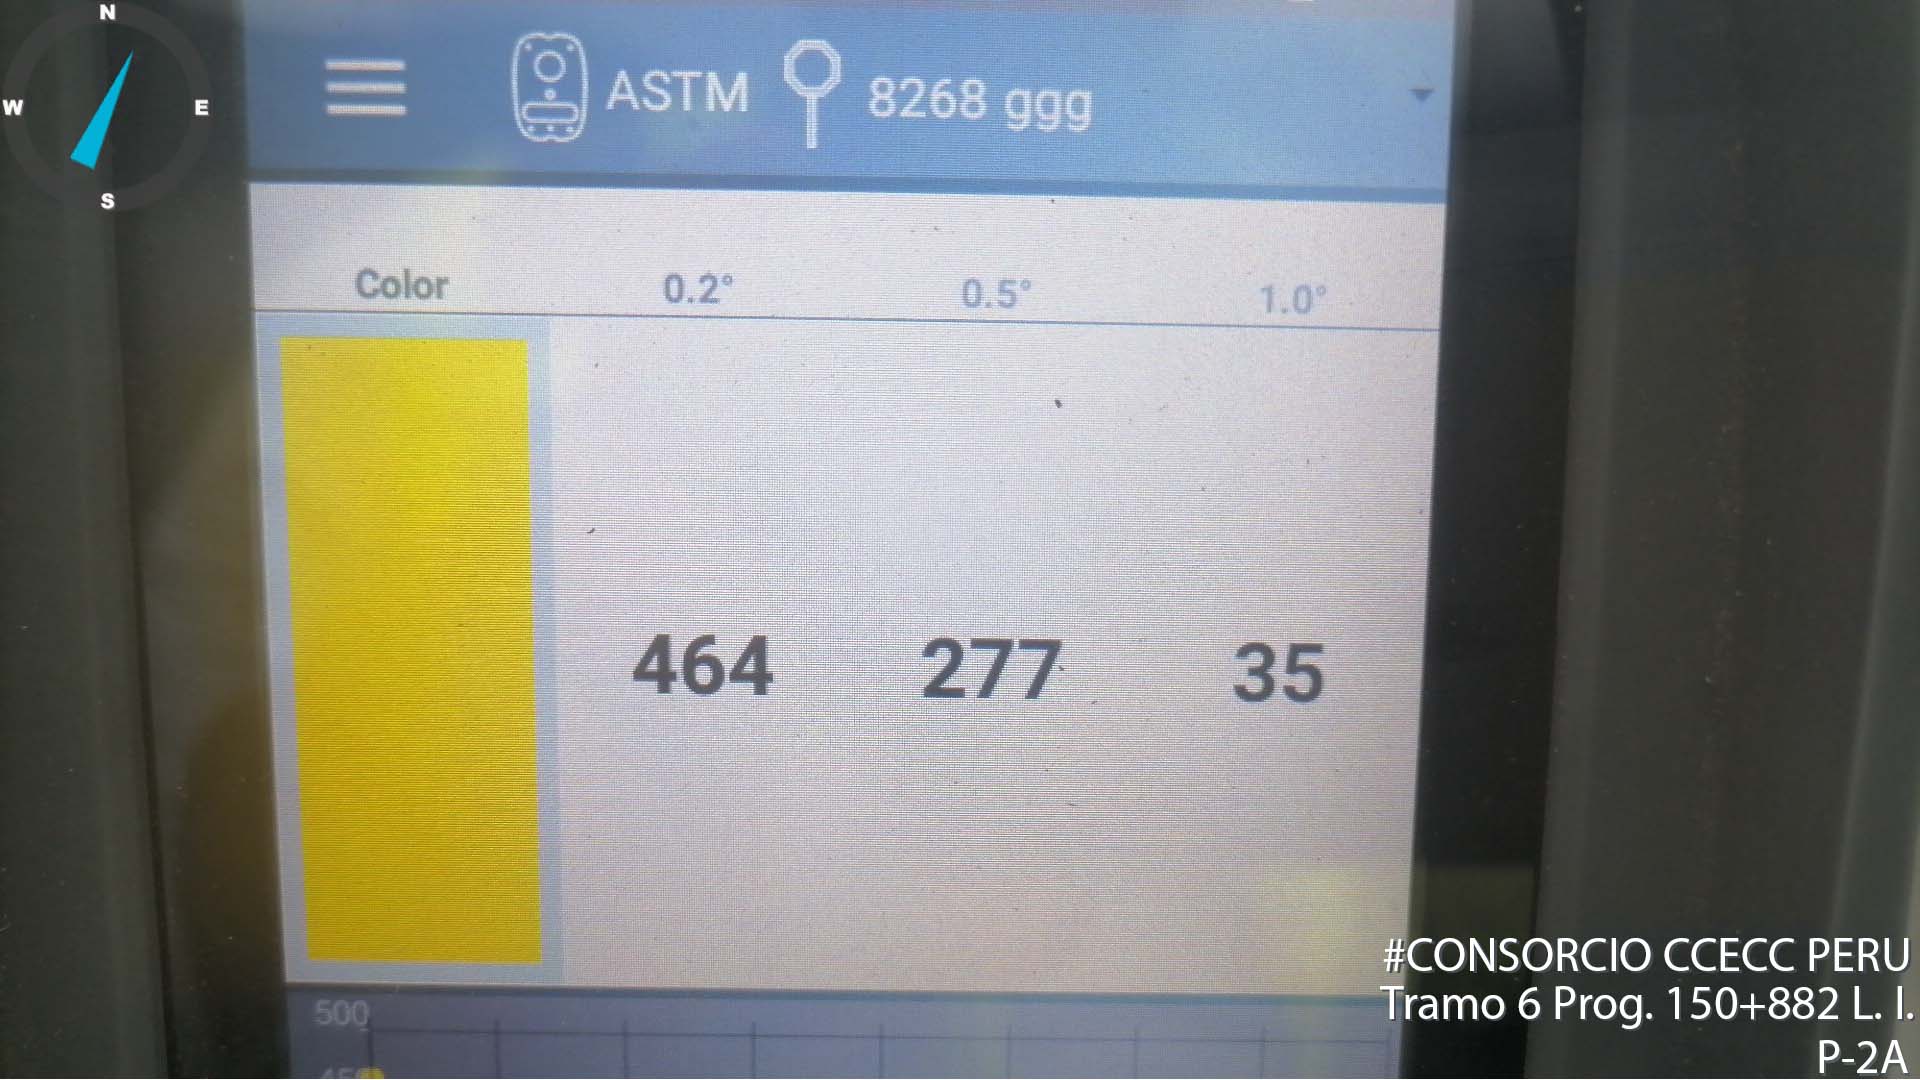 N
W E
S
ASTM 8268 ggg
Color 0.2° 0.5° 1.0°
464 277 35
500
450
#CONSORCIO CCECC PERU
Tramo 6 Prog. 150+882 L. I.
P-2A